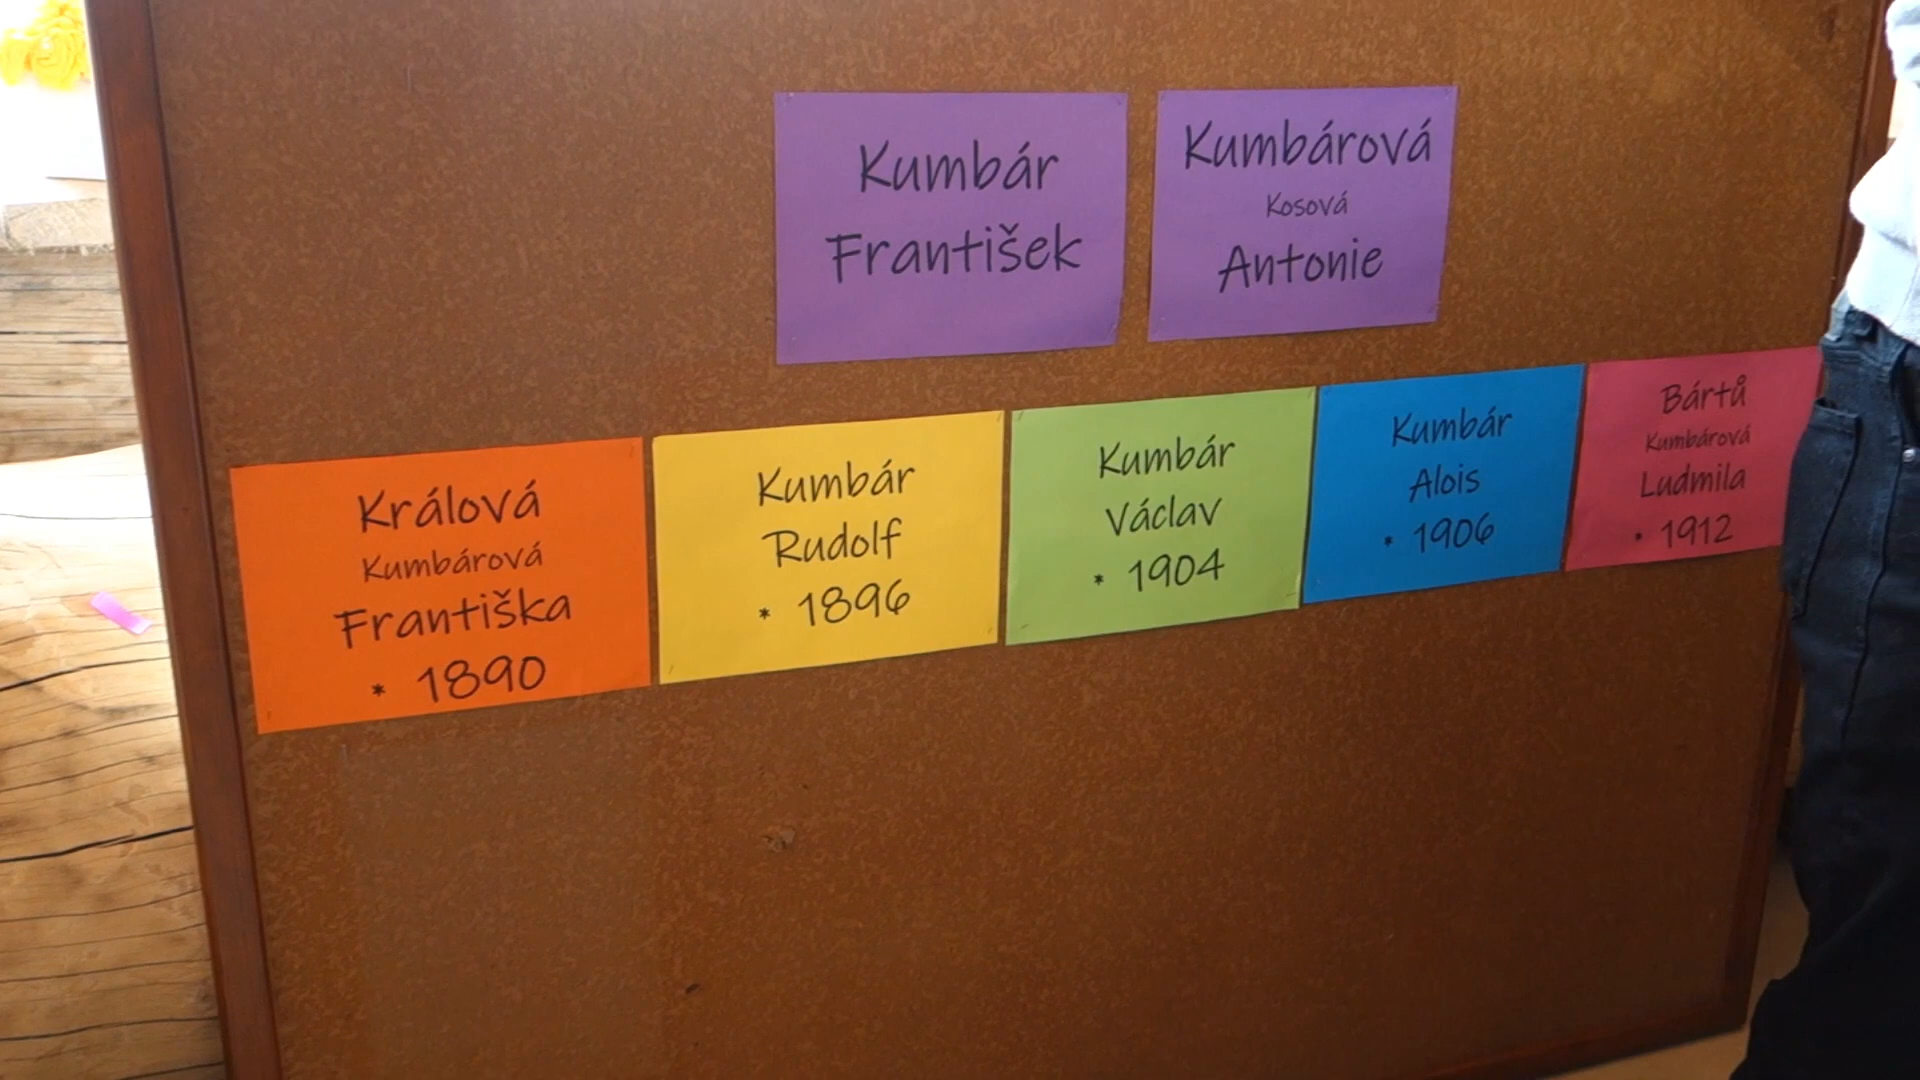 Kumbár
František
Kumbárová
Kosová
Antonie
Králová
Kumbárová
Františka
* 1890
Kumbár
Rudolf
* 1896
Kumbár
Václav
* 1904
Kumbár
Alois
* 1906
Bártů
Kumbárová
Ludmila
* 1912